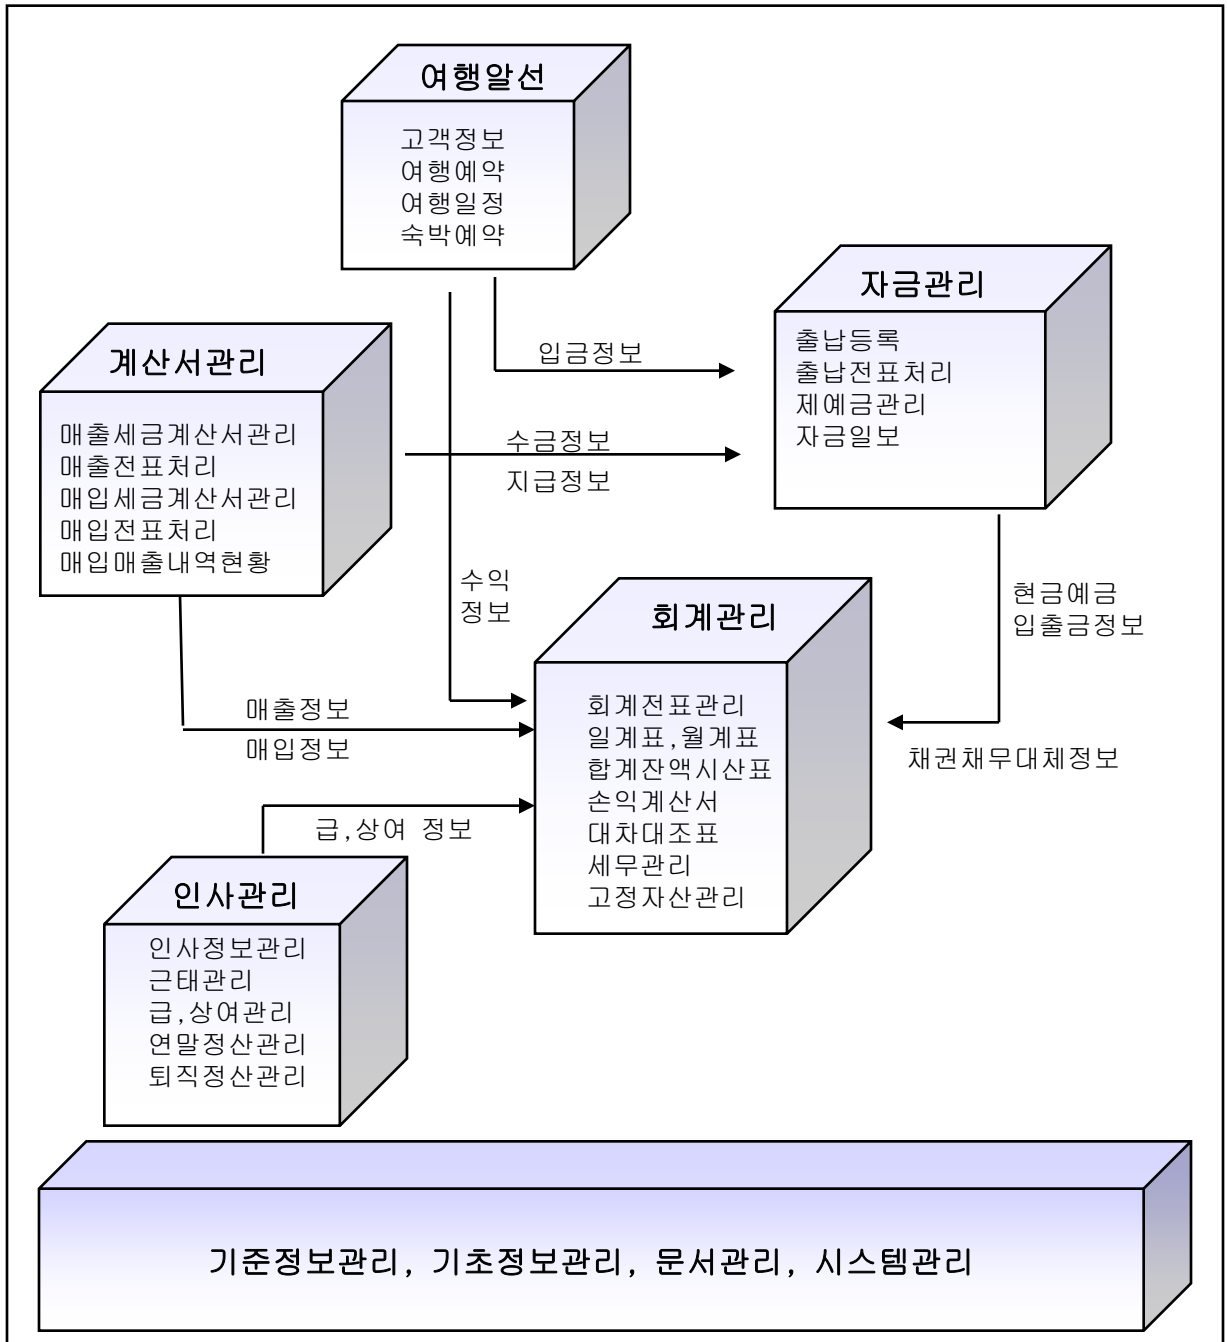 여행알선
고객정보
여행예약
여행일정
숙박예약
자금관리
출납등록
출납전표처리
제예금관리
자금일보
계산서관리
매출세금계산서관리
매출전표처리
매입세금계산서관리
매입전표처리
매입매출내역현황
입금정보
수금정보
지급정보
수익
정보
현금예금
입출금정보
회계관리
회계전표관리
일계표,월계표
합계잔액시산표
손익계산서
대차대조표
세무관리
고정자산관리
매출정보
매입정보
채권채무대체정보
급,상여 정보
인사관리
인사정보관리
근태관리
급,상여관리
연말정산관리
퇴직정산관리
기준정보관리, 기초정보관리, 문서관리, 시스템관리